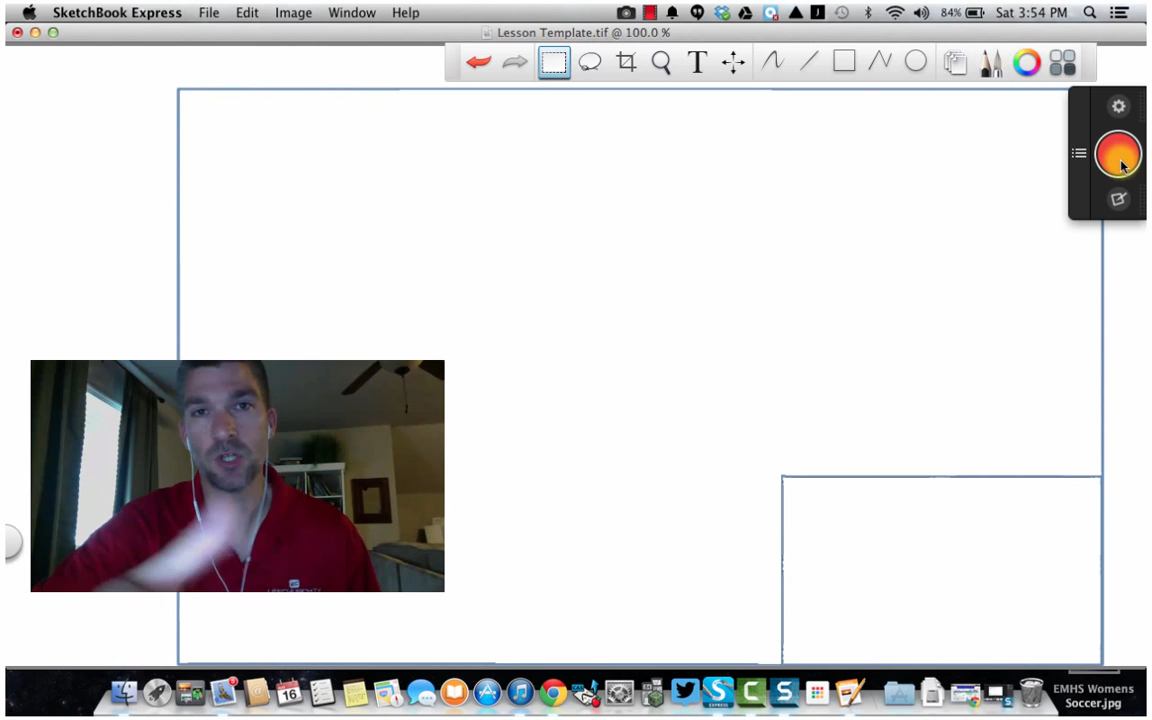 SketchBook Express File Edit Image Window Help 84% Sat 3:54 PM
Lesson Template.tif @ 100.0 %
T
16
EXPRESS
EMHS Womens
Soccer.jpg